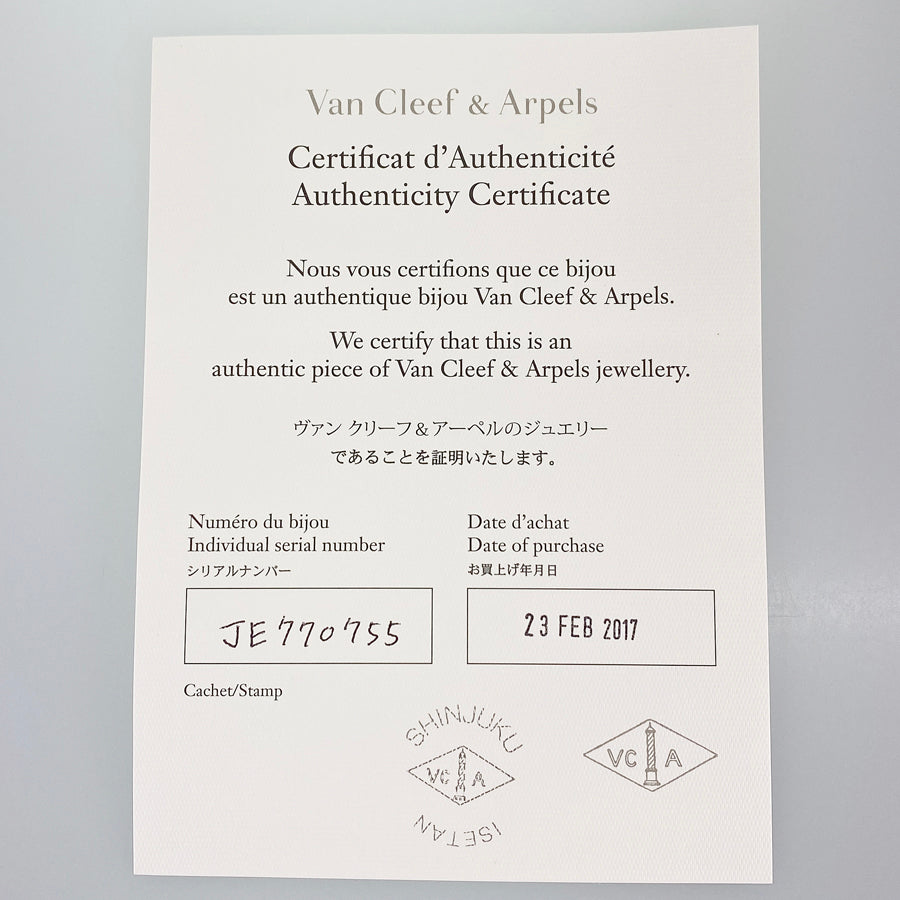 Van Cleef & Arpels
Certificat d'Authenticité
Authenticity Certificate
Nous vous certifions que ce bijou
est un authentique bijou Van Cleef & Arpels.
We certify that this is an
authentic piece of Van Cleef & Arpels jewellery.
ヴァン クリーフ&アーペルのジュエリー
であることを証明いたします。
Numéro du bijou
Individual serial number
シリアルナンバー
JE770755
Date d'achat
Date of purchase
お買上げ年月日
23 FEB 2017
Cachet/Stamp
SHINJUKU
VC A
ISETAN
VC A